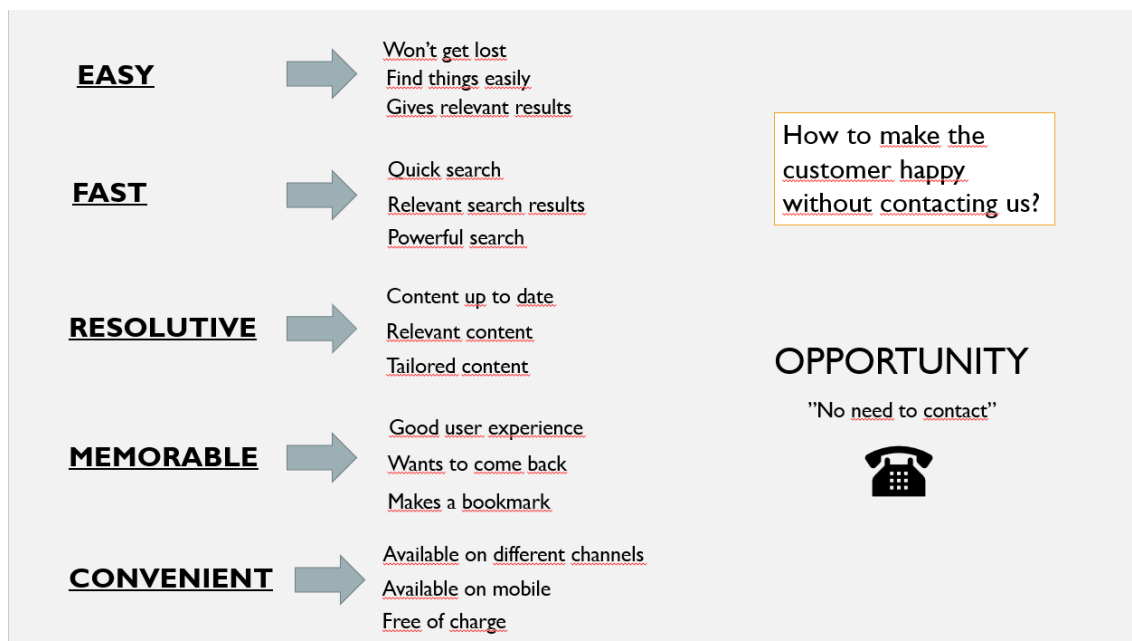 EASY
Won't get lost
Find things easily
Gives relevant results
FAST
Quick search
Relevant search results
Powerful search
RESOLUTIVE
Content up to date
Relevant content
Tailored content
MEMORABLE
Good user experience
Wants to come back
Makes a bookmark
CONVENIENT
Available on different channels
Available on mobile
Free of charge
How to make the
customer happy
without contacting us?
OPPORTUNITY
”No need to contact”